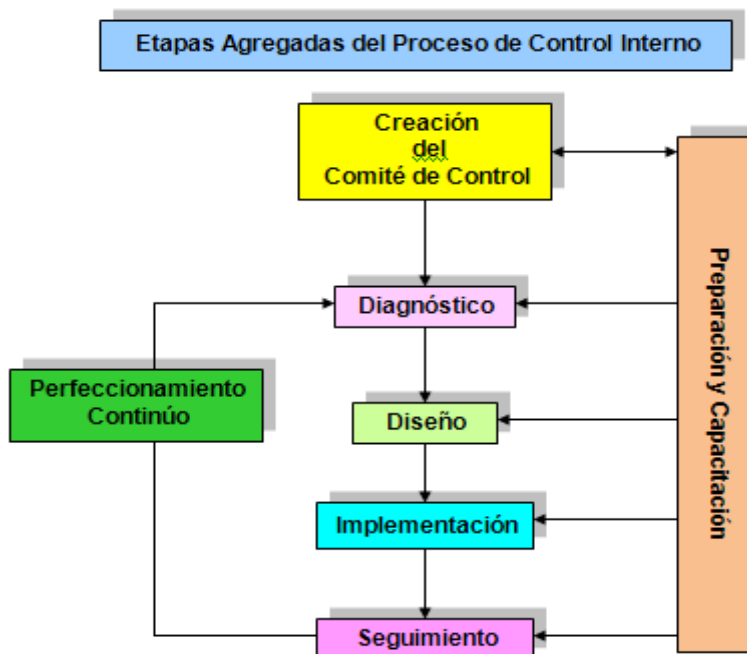 Etapas Agregadas del Proceso de Control Interno
Creación
del
Comité de Control
Preparación y Capacitación
Diagnóstico
Perfeccionamiento
Continúo
Diseño
Implementación
Seguimiento